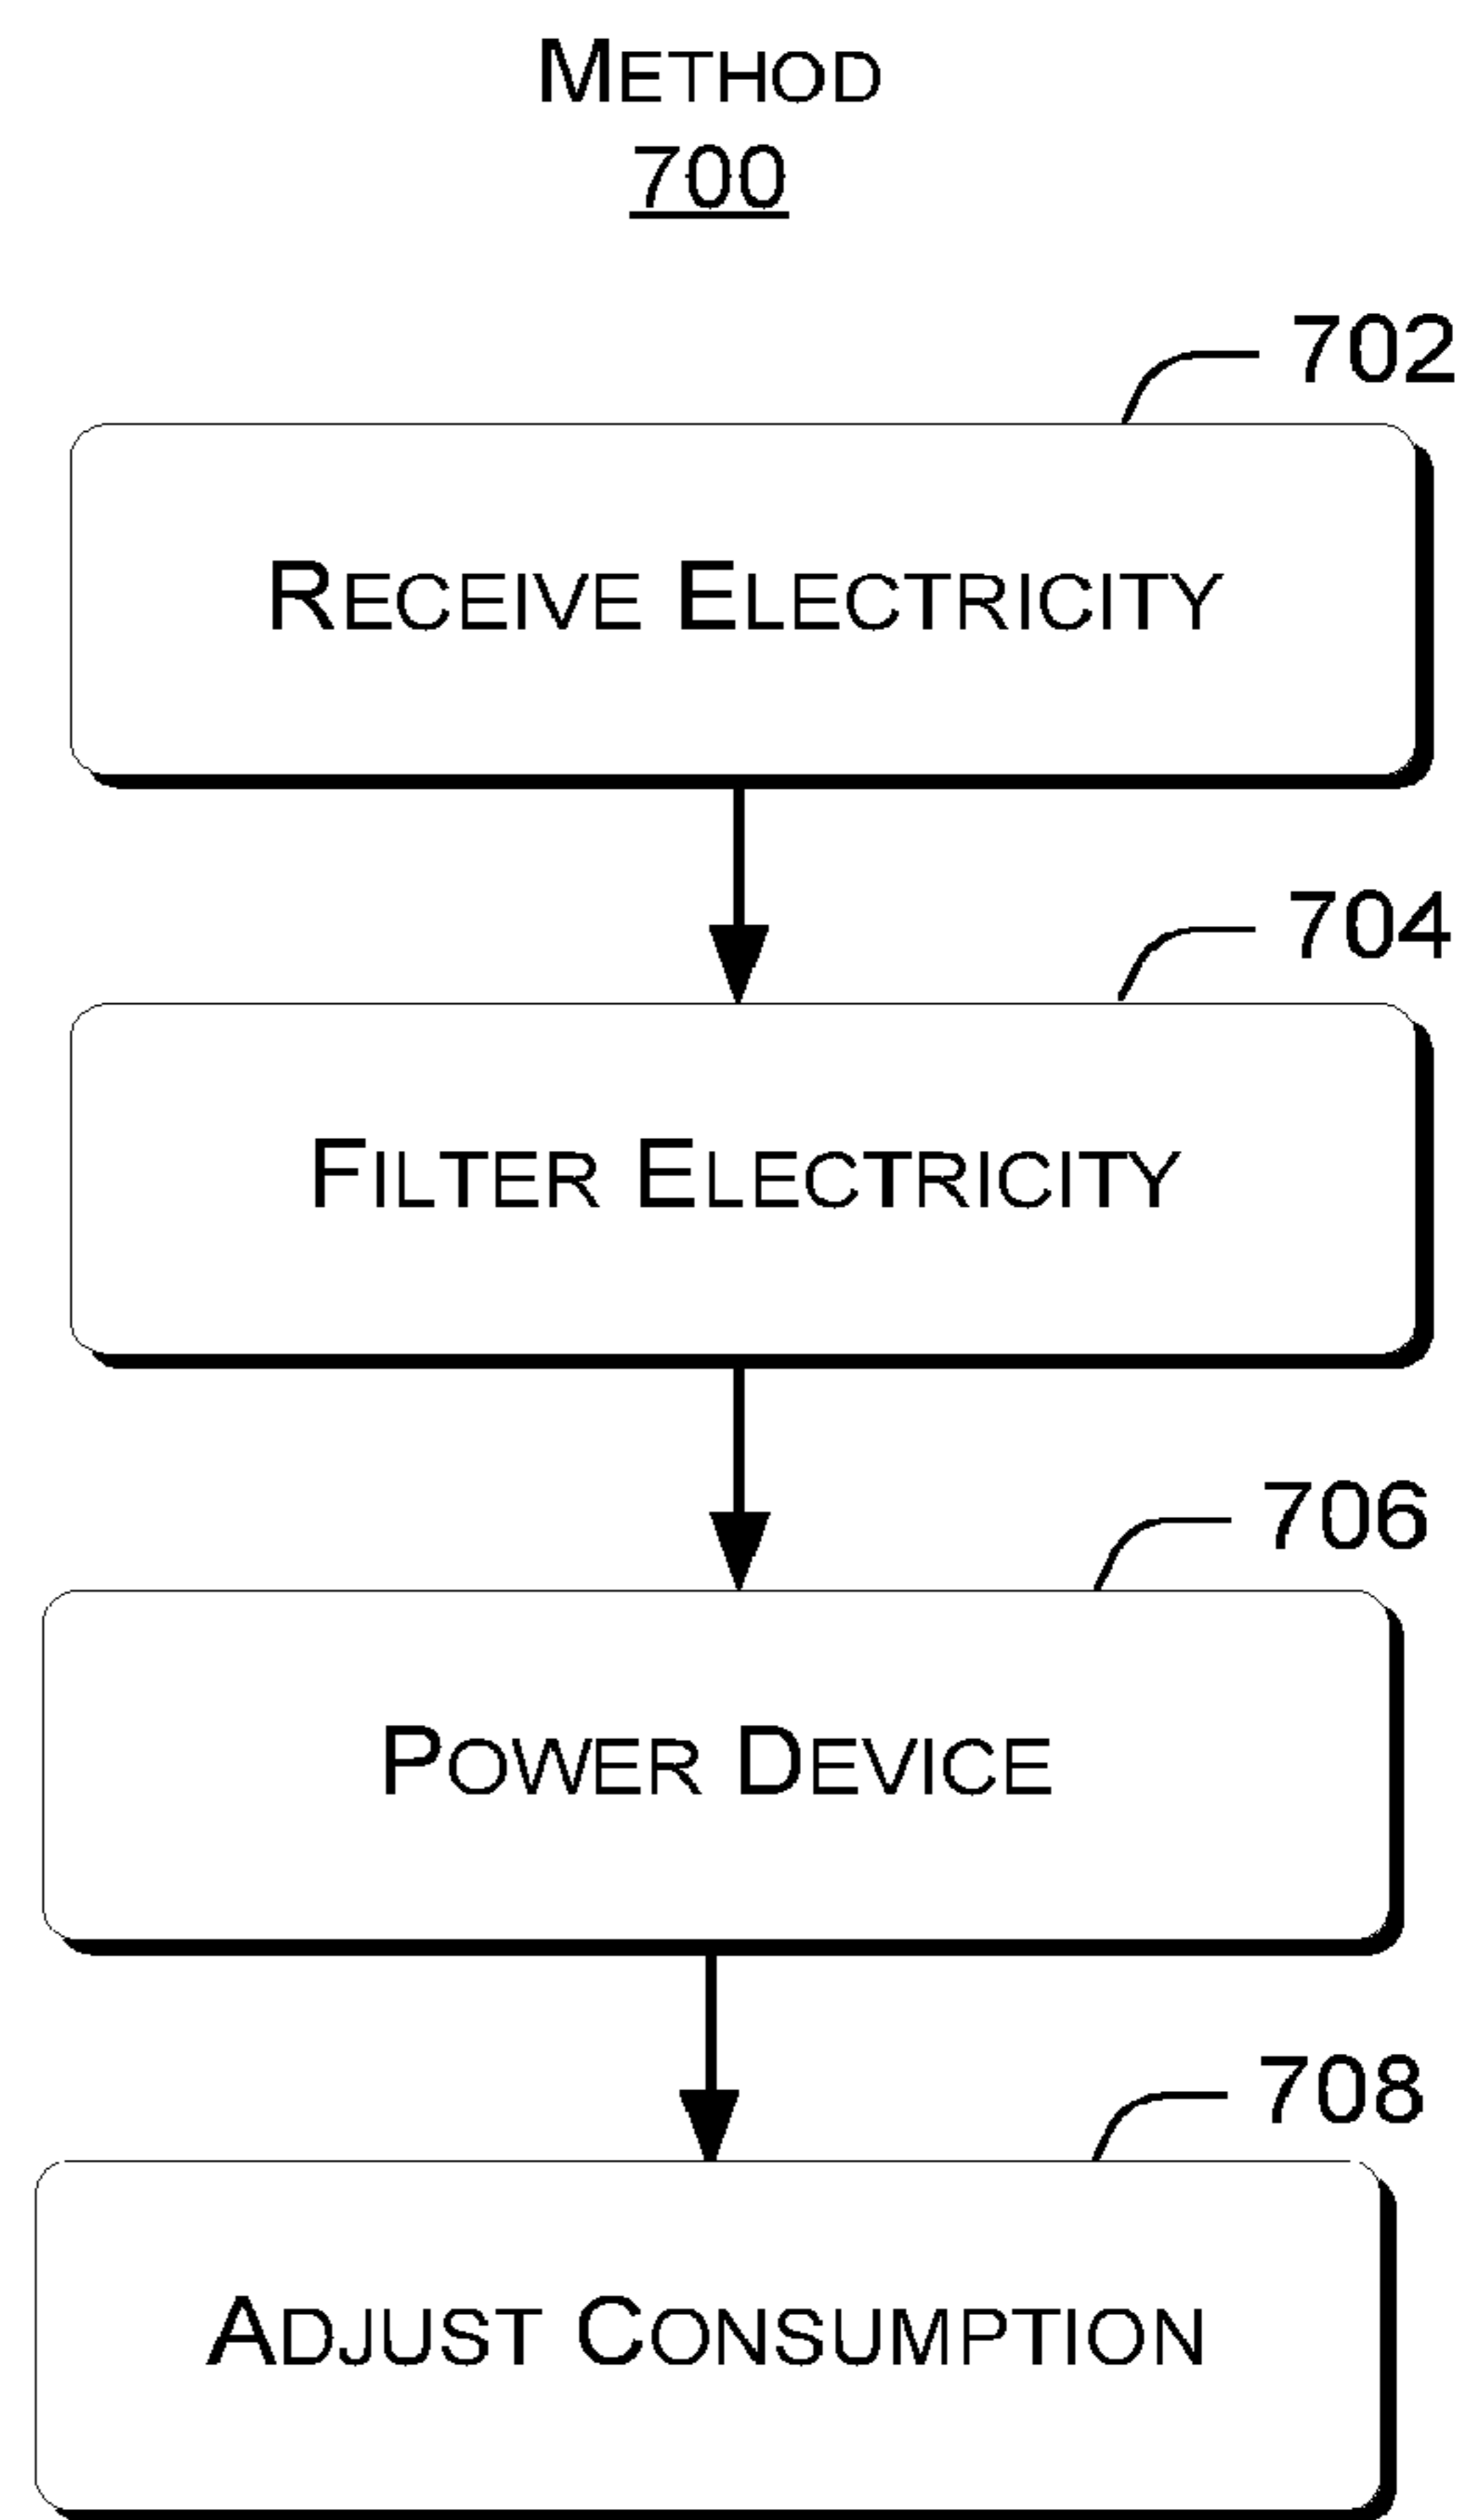 METHOD
700
702
RECEIVE ELECTRICITY
704
FILTER ELECTRICITY
706
POWER DEVICE
708
ADJUST CONSUMPTION